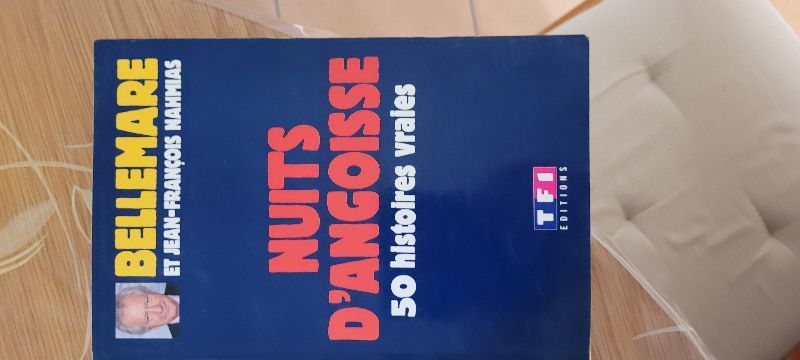 BELLEMARE
ET JEAN-FRANÇOIS NAHMIAS
NUITS
D'ANGOISSE
50 histoires vraies
TF1
EDITIONS